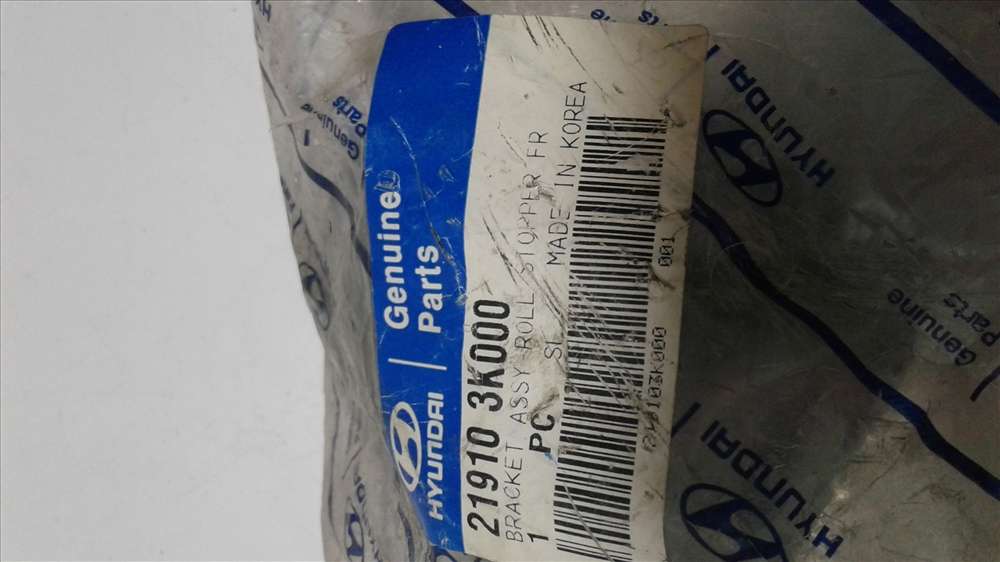 HYUNDAI | Genuine
Parts
21910 3K000
BRACKET ASSY ROLL STOPPER FR
1 PC SL MADE IN KOREA
001
HYUNDAI
Genuine
Parts
HYUNDAI |
Genuine
Parts
HYUNDAI |